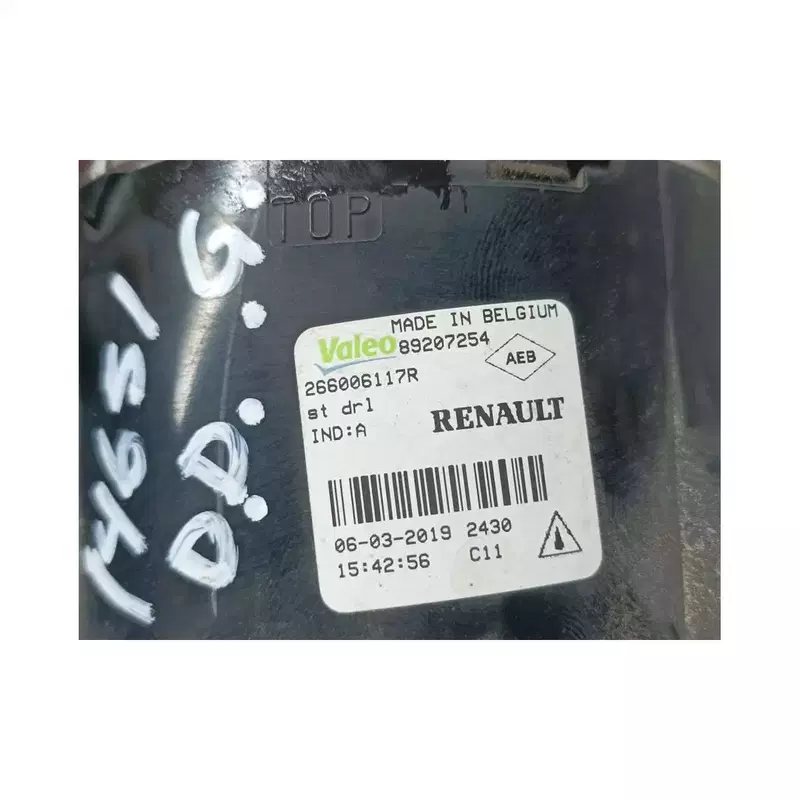 TOP
1465I
D.D.G.
MADE IN BELGIUM
Valeo 89207254
AEB
266006117R
st drl
RENAULT
IND:A
06-03-2019 2430
15:42:56 C11